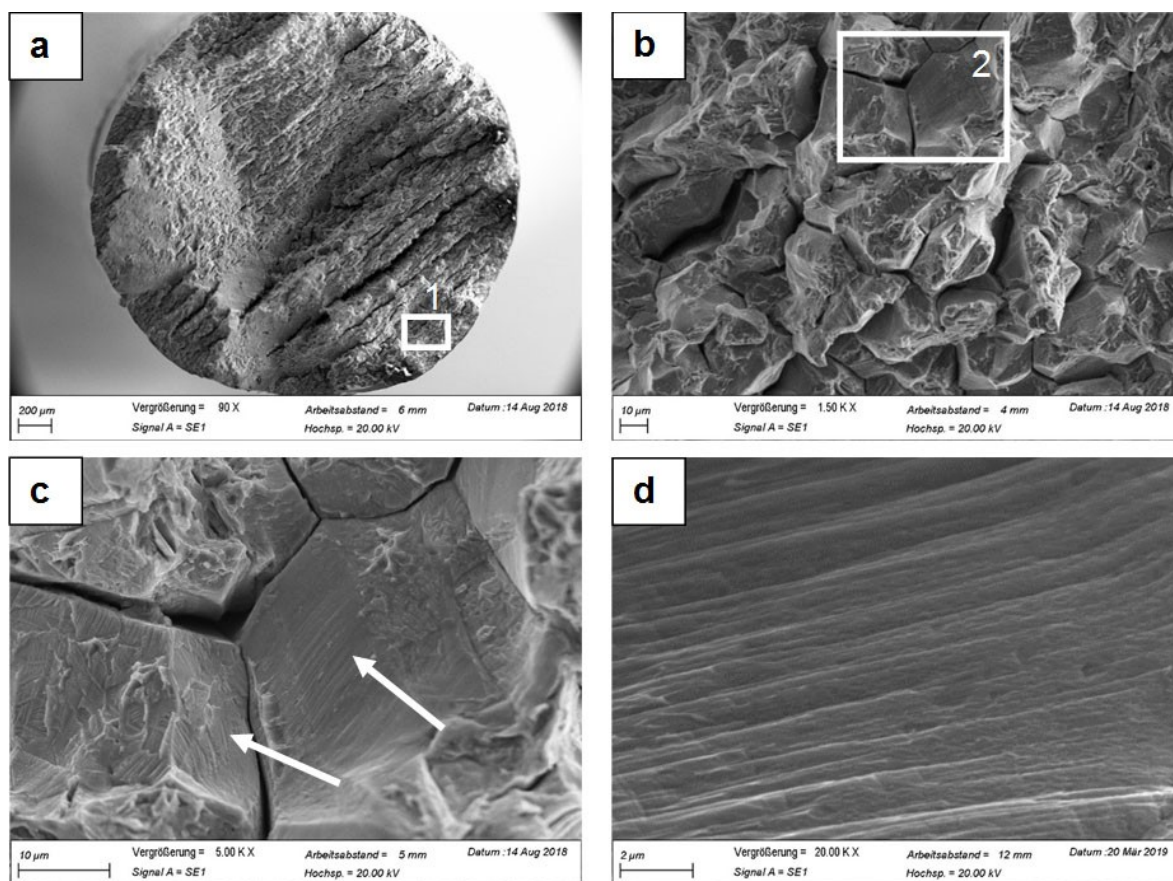 a
1
200 µm
Vergrößerung = 90 X
Arbeitsabstand = 6 mm
Datum :14 Aug 2018
Signal A = SE1
Hochsp. = 20.00 kV
b
2
10 µm
Vergrößerung = 1.50 K X
Arbeitsabstand = 4 mm
Datum :14 Aug 2018
Signal A = SE1
Hochsp. = 20.00 kV
c
10 µm
Vergrößerung = 5.00 K X
Arbeitsabstand = 5 mm
Datum :14 Aug 2018
Signal A = SE1
Hochsp. = 20.00 kV
d
2 µm
Vergrößerung = 20.00 K X
Arbeitsabstand = 12 mm
Datum :20 Mär 2019
Signal A = SE1
Hochsp. = 20.00 kV